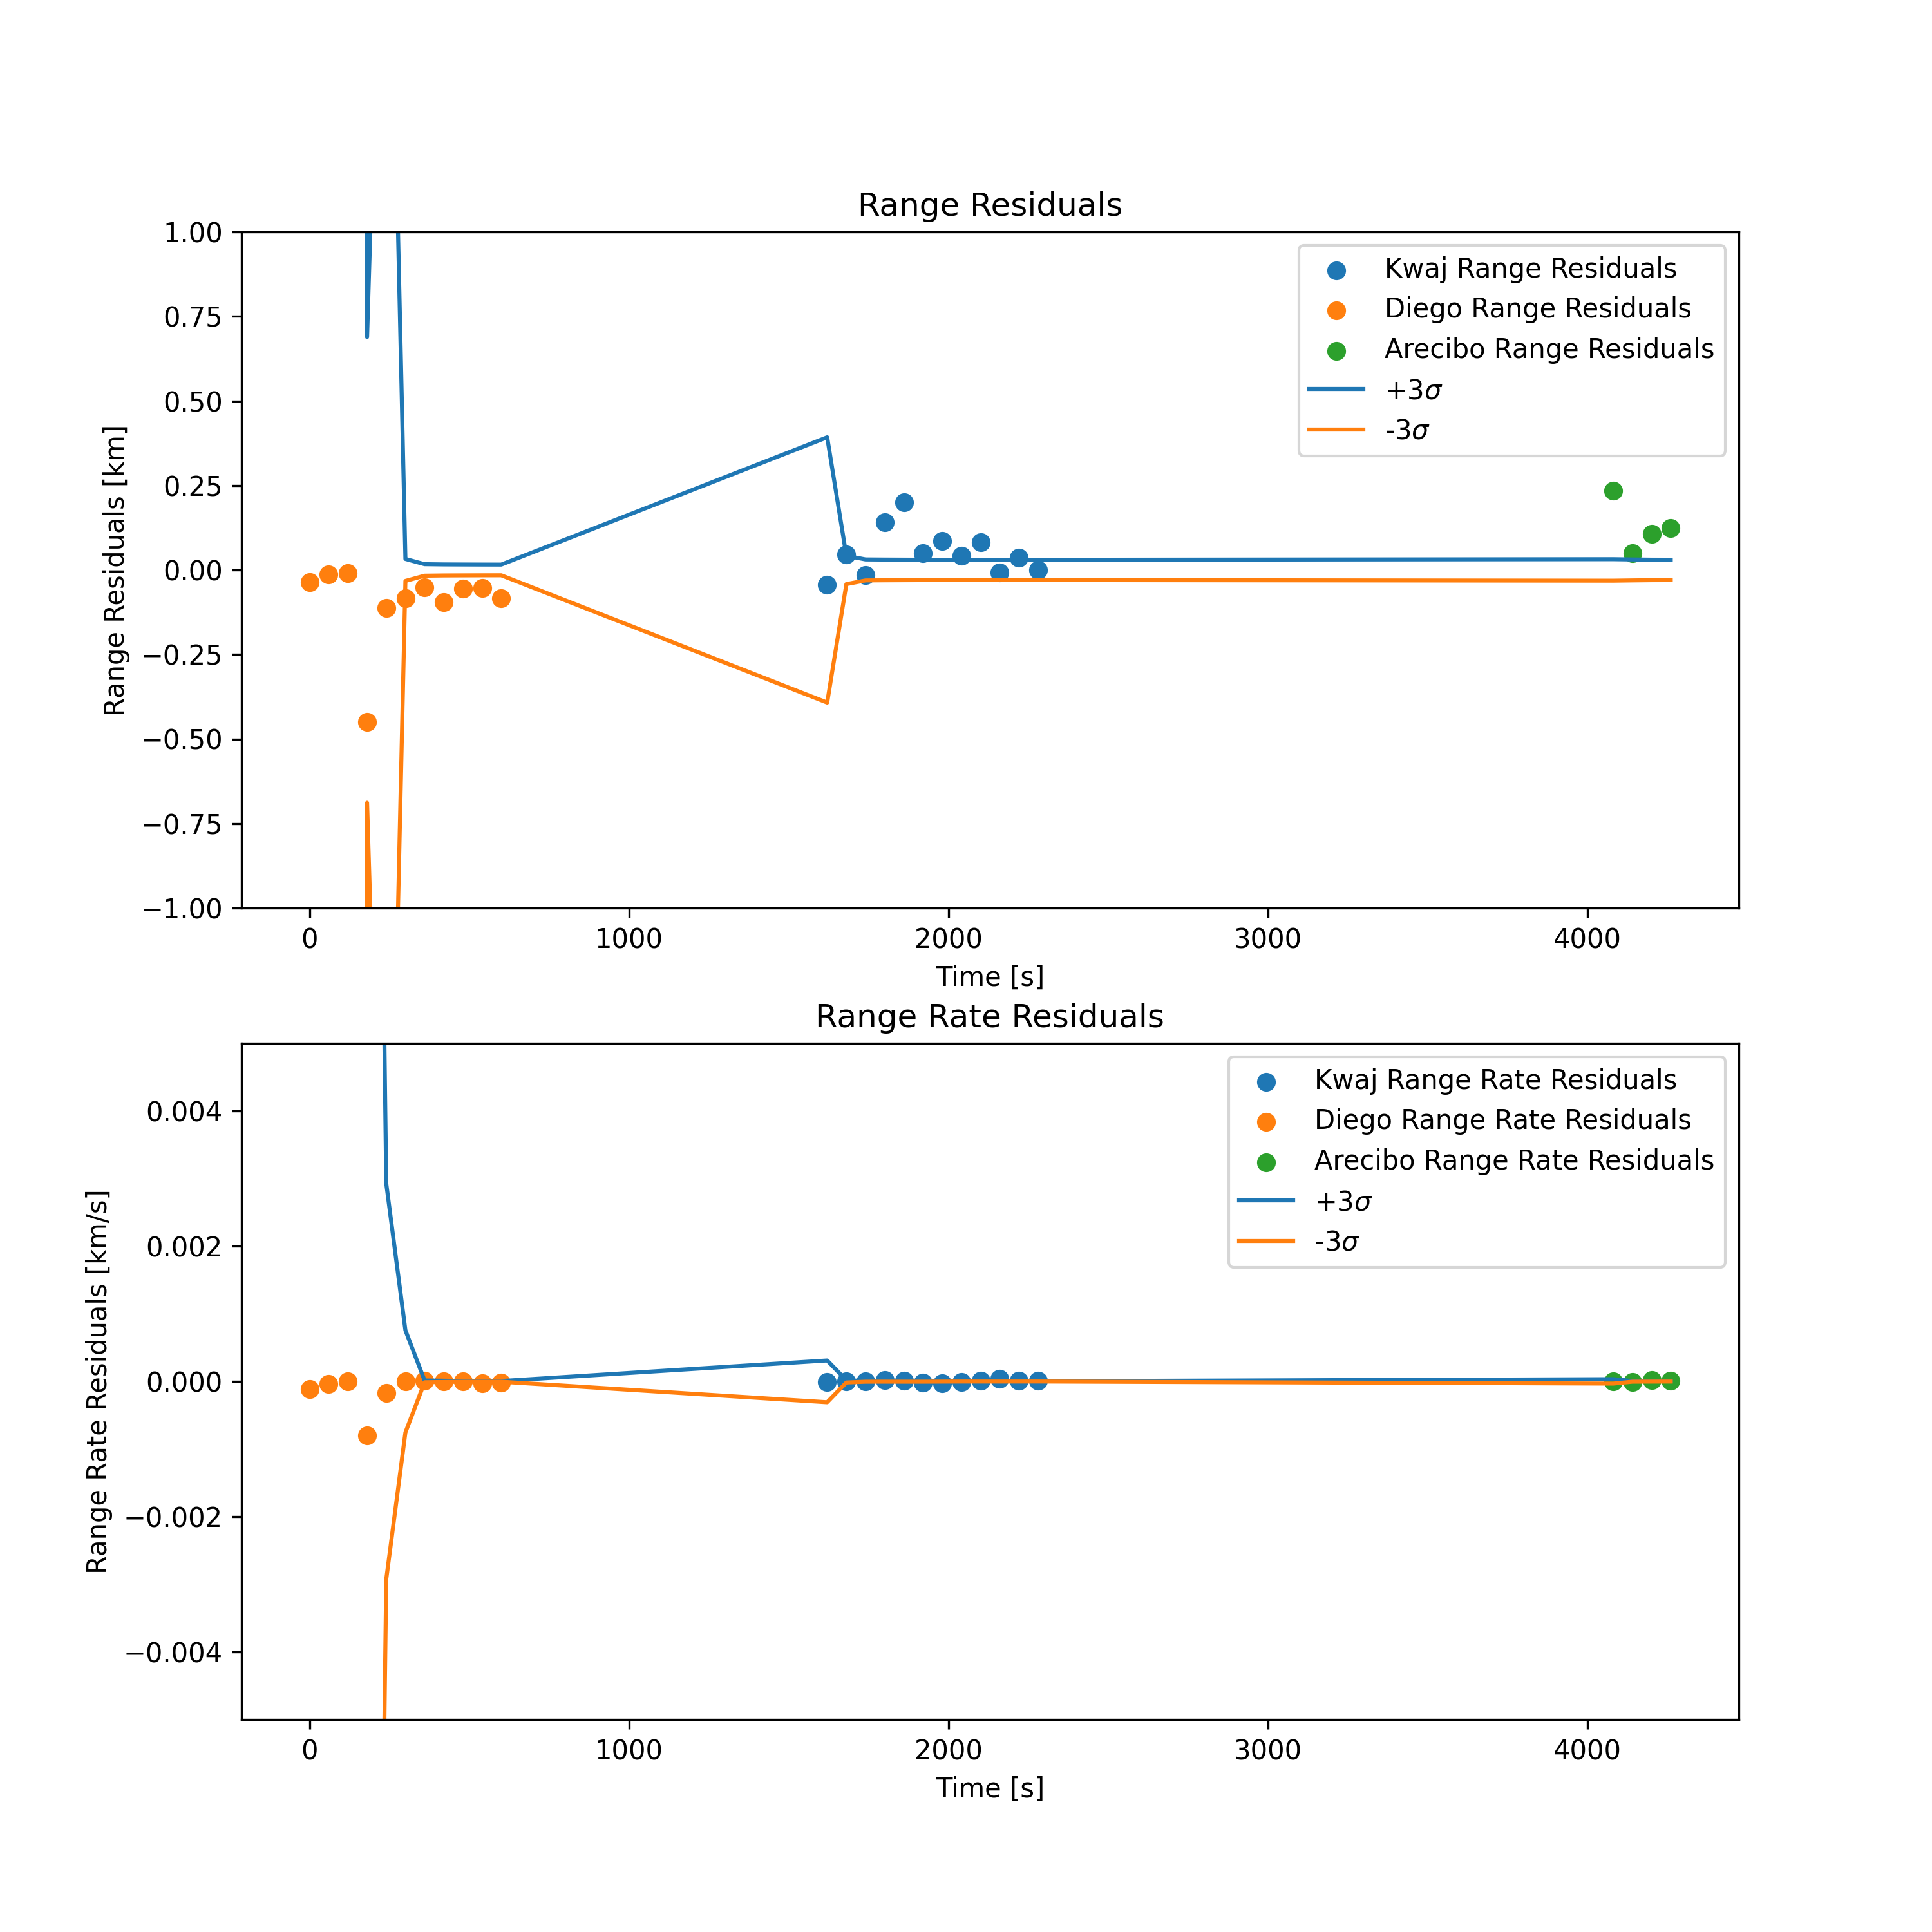 Range Residuals
1.00
0.75
0.50
0.25
0.00
−0.25
−0.50
−0.75
−1.00
Range Residuals [km]
Kwaj Range Residuals
Diego Range Residuals
Arecibo Range Residuals
+3σ
-3σ
0 1000 2000 3000 4000
Time [s]
Range Rate Residuals
0.004
0.002
0.000
−0.002
−0.004
Range Rate Residuals [km/s]
Kwaj Range Rate Residuals
Diego Range Rate Residuals
Arecibo Range Rate Residuals
+3σ
-3σ
0 1000 2000 3000 4000
Time [s]